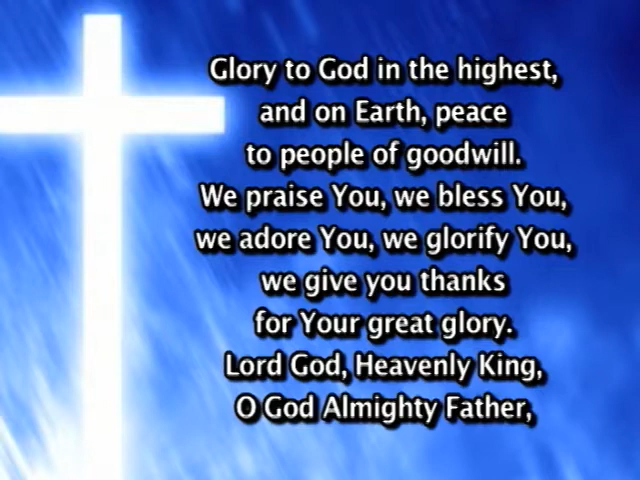 Glory to God in the highest,
and on Earth, peace
to people of goodwill.
We praise You, we bless You,
we adore You, we glorify You,
we give you thanks
for Your great glory.
Lord God, Heavenly King,
O God Almighty Father,